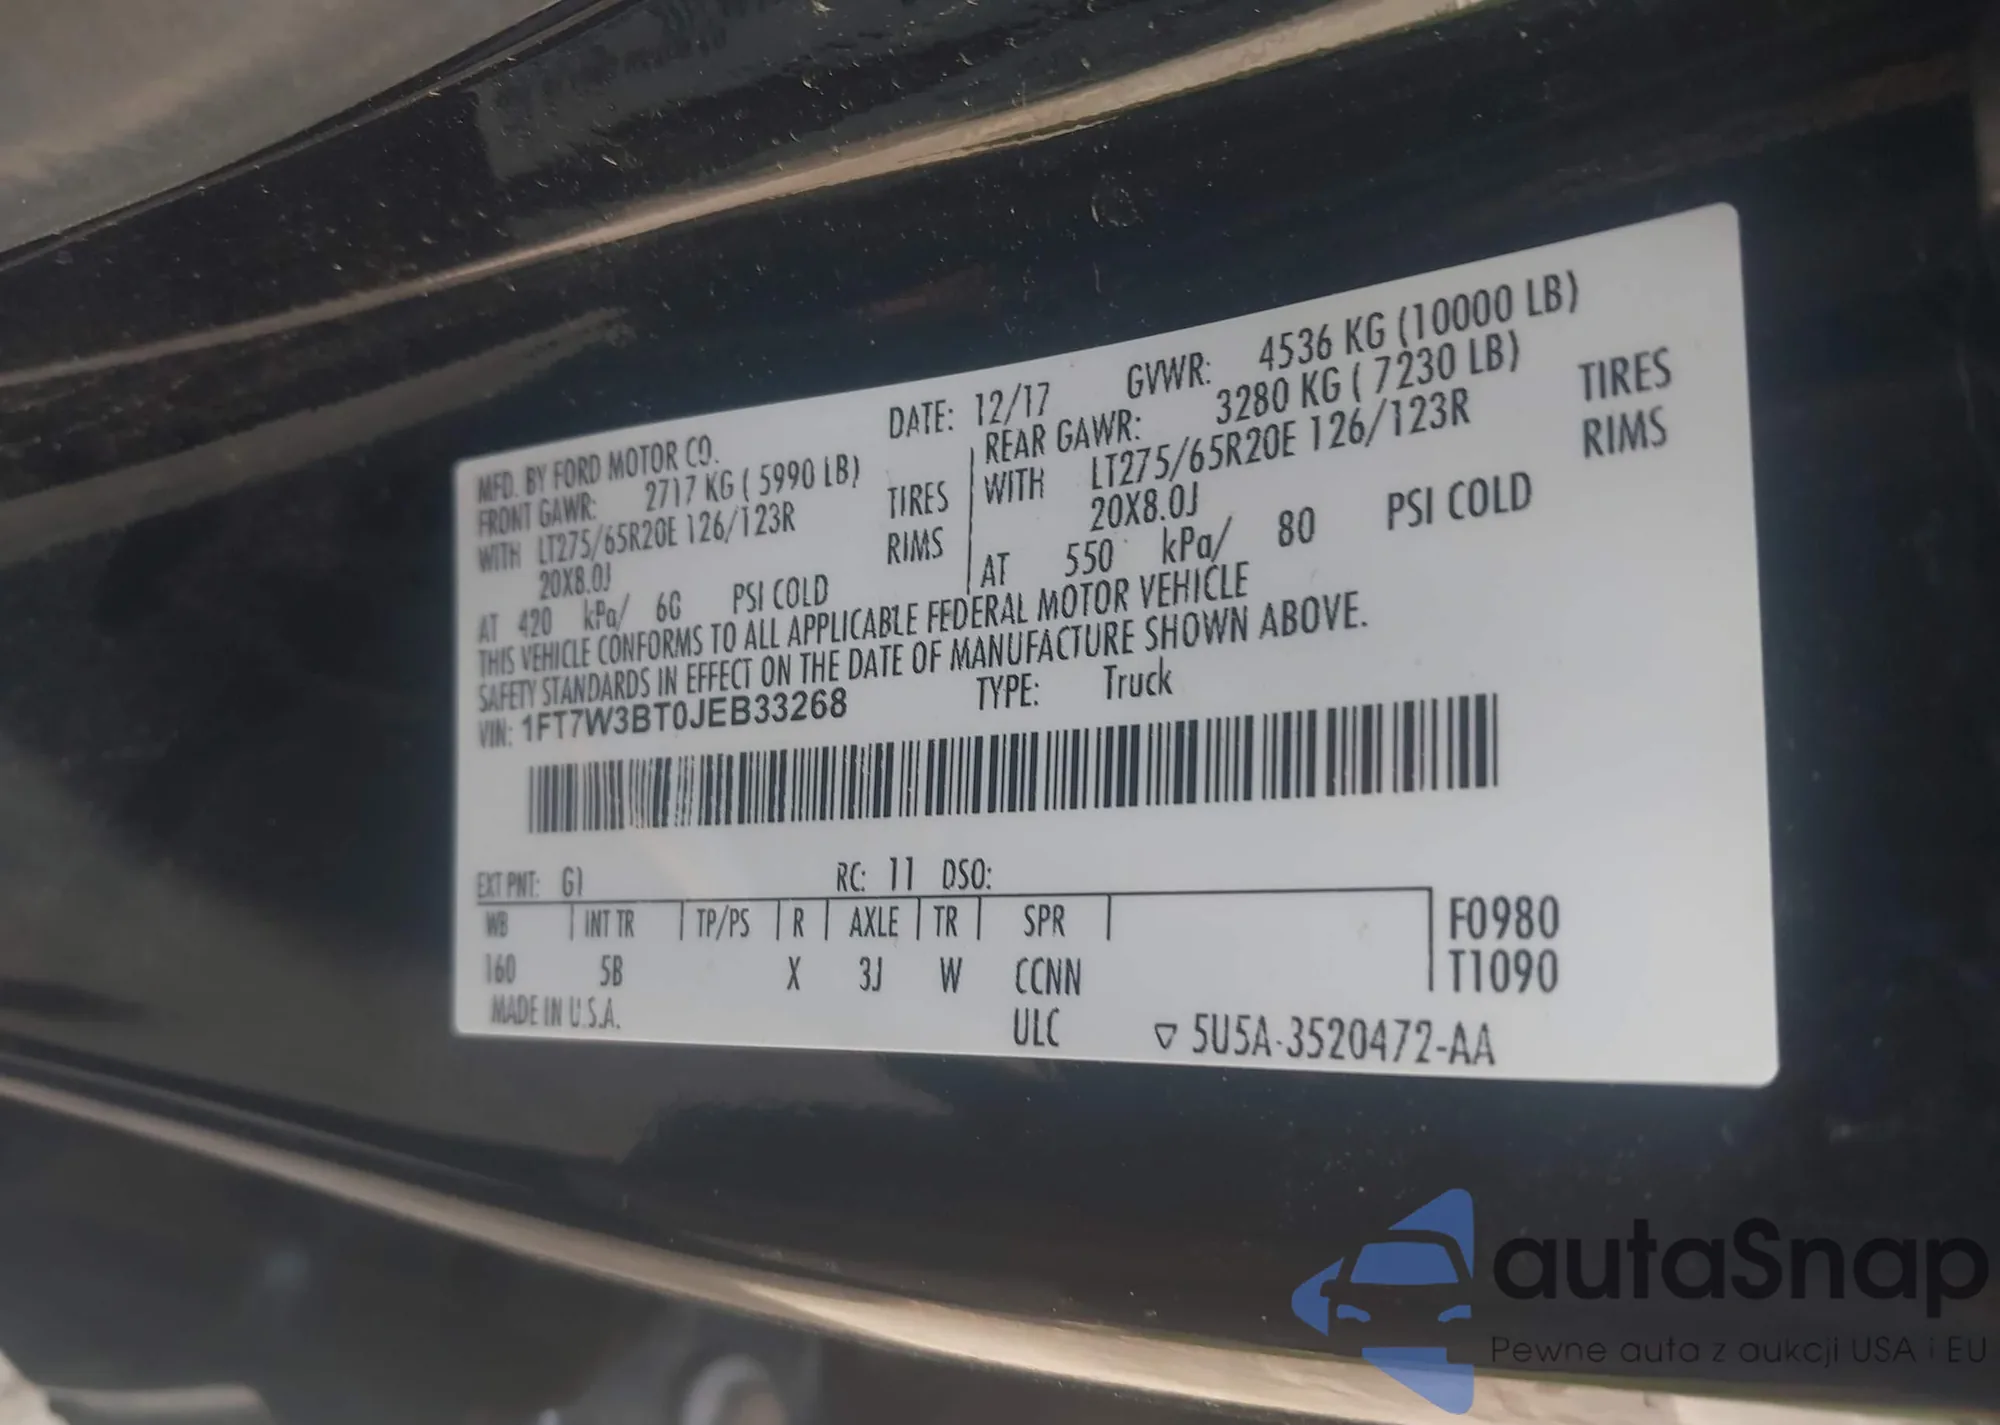 MFD. BY FORD MOTOR CO. DATE: 12/17 GVWR: 4536 KG (10000 LB)
FRONT GAWR: 2717 KG ( 5990 LB) REAR GAWR: 3280 KG ( 7230 LB)
WITH LT275/65R20E 126/123R TIRES WITH LT275/65R20E 126/123R TIRES
20X8.0J RIMS 20X8.0J RIMS
AT 420 kPa/ 60 PSI COLD AT 550 kPa/ 80 PSI COLD
THIS VEHICLE CONFORMS TO ALL APPLICABLE FEDERAL MOTOR VEHICLE
SAFETY STANDARDS IN EFFECT ON THE DATE OF MANUFACTURE SHOWN ABOVE.
VIN: 1FT7W3BT0JEB33268 TYPE: Truck
EXT PNT: G1 RC: 11 DSO:
WB INT TR TP/PS R AXLE TR SPR F0980
160 5B X 3J W CCNN T1090
MADE IN U.S.A. ULC ▽ 5U5A-3520472-AA
autaSnap
Pewne auta z aukcji USA i EU